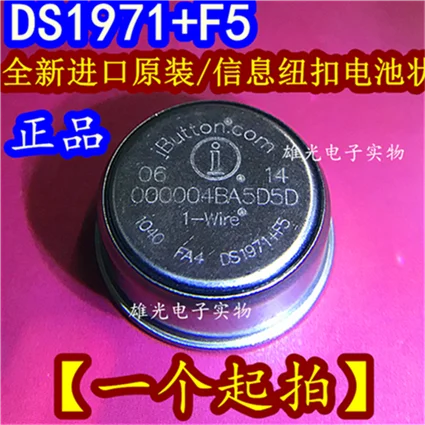 DS1971+F5
全新进口原装/信息纽扣电池状
正品
iButton.com
雄光电子实物
i
06 14
000004BA5D5D
1-Wire®
1040 FA4 DS1971+F5
雄光电子实物
【一个起拍】